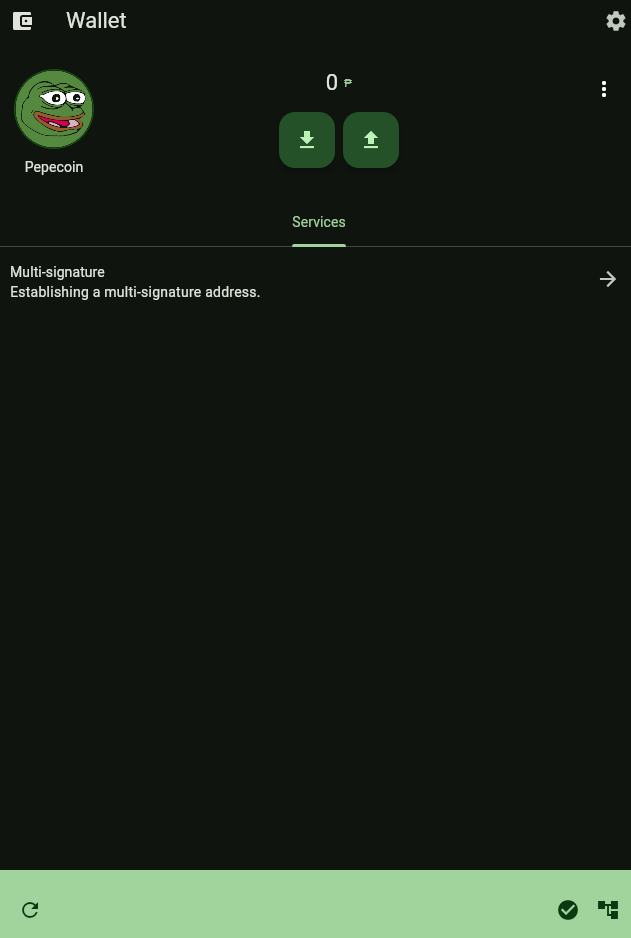 Wallet
0 ₱
Pepecoin
Services
Multi-signature
Establishing a multi-signature address.